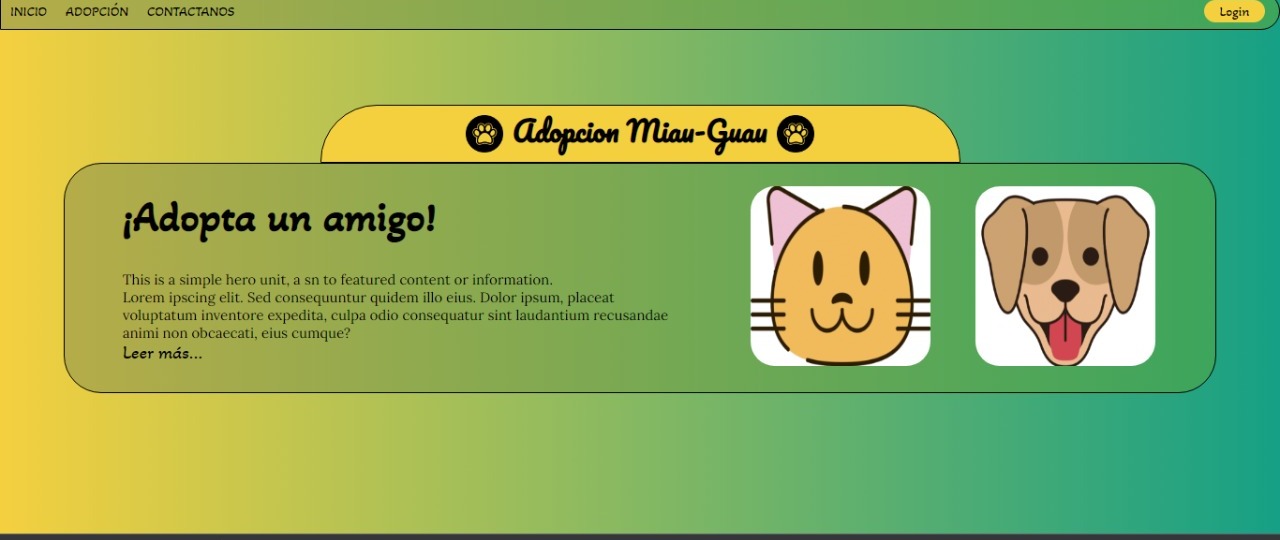 INICIO ADOPCIÓN CONTACTANOS Login
Adopcion Miau-Guau
¡Adopta un amigo!
This is a simple hero unit, a sn to featured content or information.
Lorem ipscing elit. Sed consequuntur quidem illo eius. Dolor ipsum, placeat
voluptatum inventore expedita, culpa odio consequatur sint laudantium recusandae
animi non obcaecati, eius cumque?
Leer más...